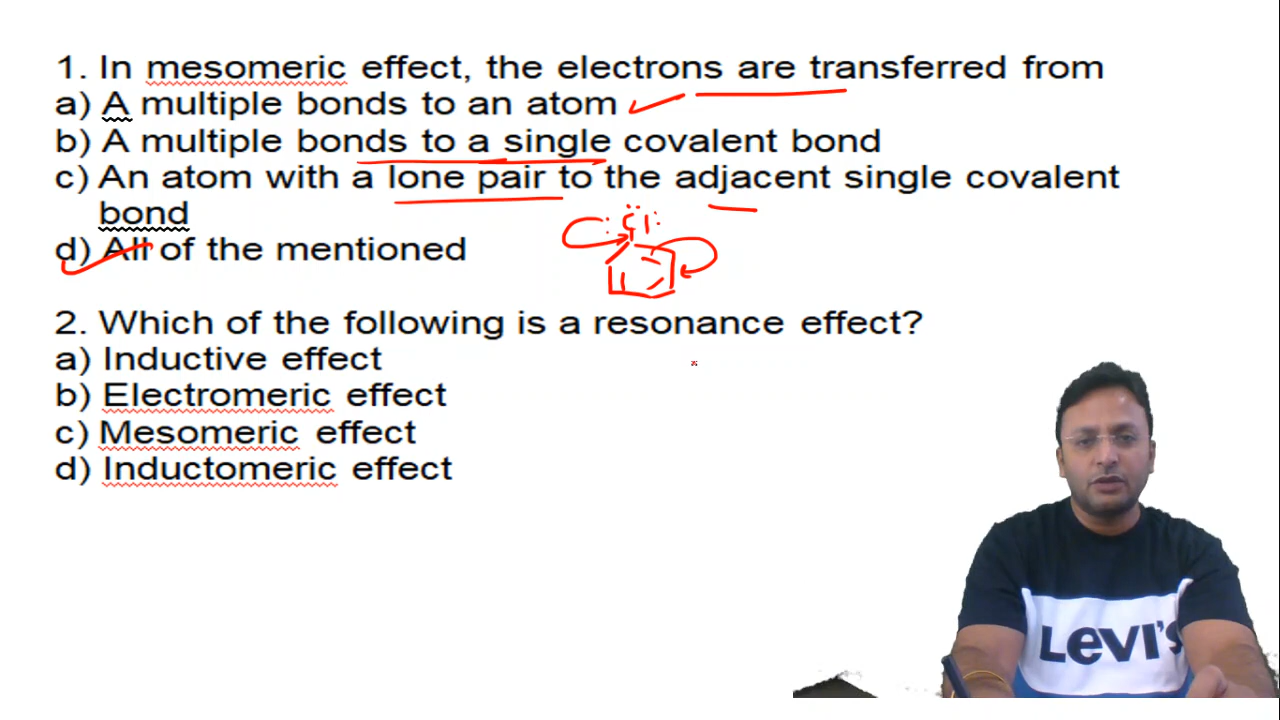 1. In mesomeric effect, the electrons are transferred from
a) A multiple bonds to an atom
b) A multiple bonds to a single covalent bond
c) An atom with a lone pair to the adjacent single covalent
bond
Cl
d) All of the mentioned
2. Which of the following is a resonance effect?
a) Inductive effect
b) Electromeric effect
c) Mesomeric effect
d) Inductomeric effect
Levi's